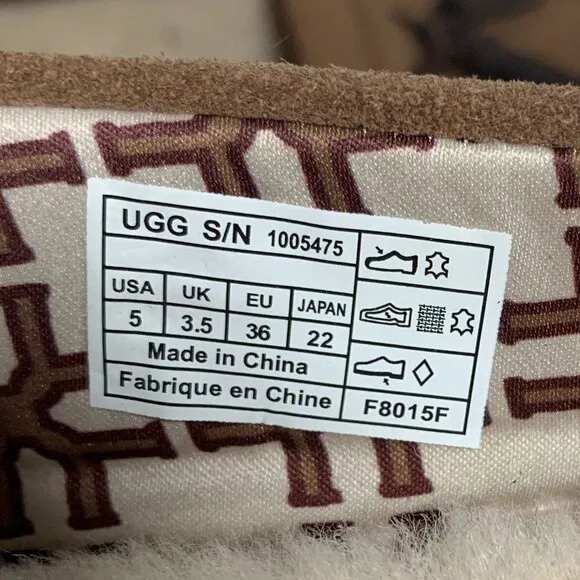 UGG S/N 1005475
USA UK EU JAPAN
5 3.5 36 22
Made in China
Fabrique en Chine
F8015F